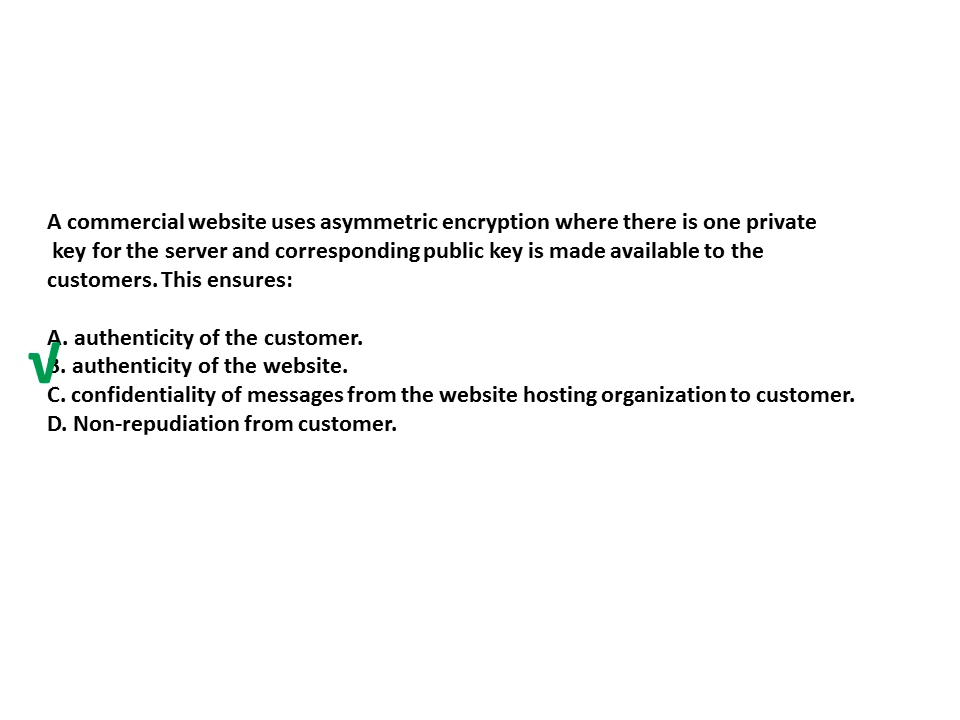 A commercial website uses asymmetric encryption where there is one private
key for the server and corresponding public key is made available to the
customers. This ensures:
A. authenticity of the customer.
√B. authenticity of the website.
C. confidentiality of messages from the website hosting organization to customer.
D. Non-repudiation from customer.